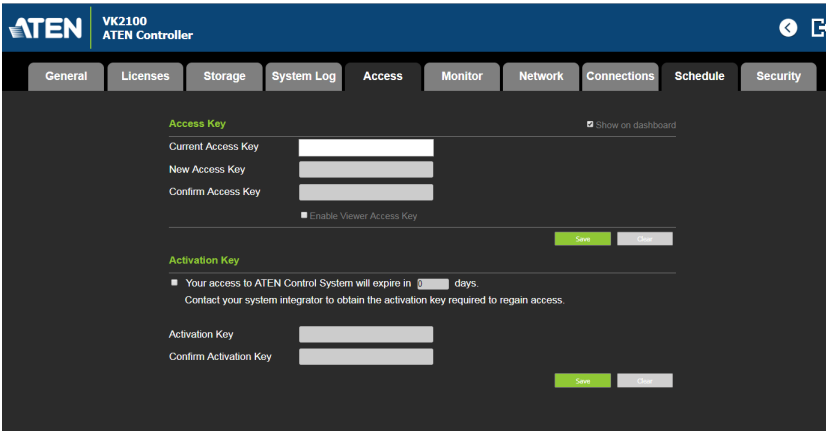 ATEN
VK2100
ATEN Controller
General Licenses Storage System Log Access Monitor Network Connections Schedule Security
Access Key Show on dashboard
Current Access Key
New Access Key
Confirm Access Key
Enable Viewer Access Key
Save Clear
Activation Key
Your access to ATEN Control System will expire in 0 days.
Contact your system integrator to obtain the activation key required to regain access.
Activation Key
Confirm Activation Key
Save Clear